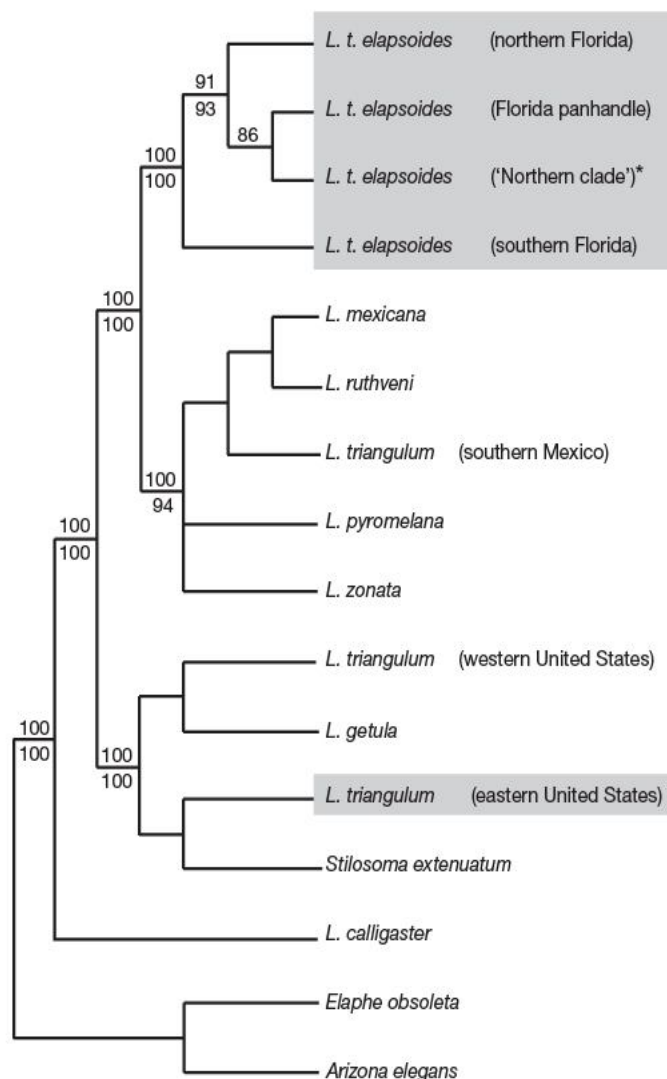 L. t. elapsoides (northern Florida)
91
93
L. t. elapsoides (Florida panhandle)
86
100
100
L. t. elapsoides ('Northern clade')*
L. t. elapsoides (southern Florida)
100
100
L. mexicana
L. ruthveni
L. triangulum (southern Mexico)
100
94
L. pyromelana
100
100
L. zonata
L. triangulum (western United States)
100
100
L. getula
100
100
L. triangulum (eastern United States)
Stilosoma extenuatum
L. calligaster
Elaphe obsoleta
Arizona elegans